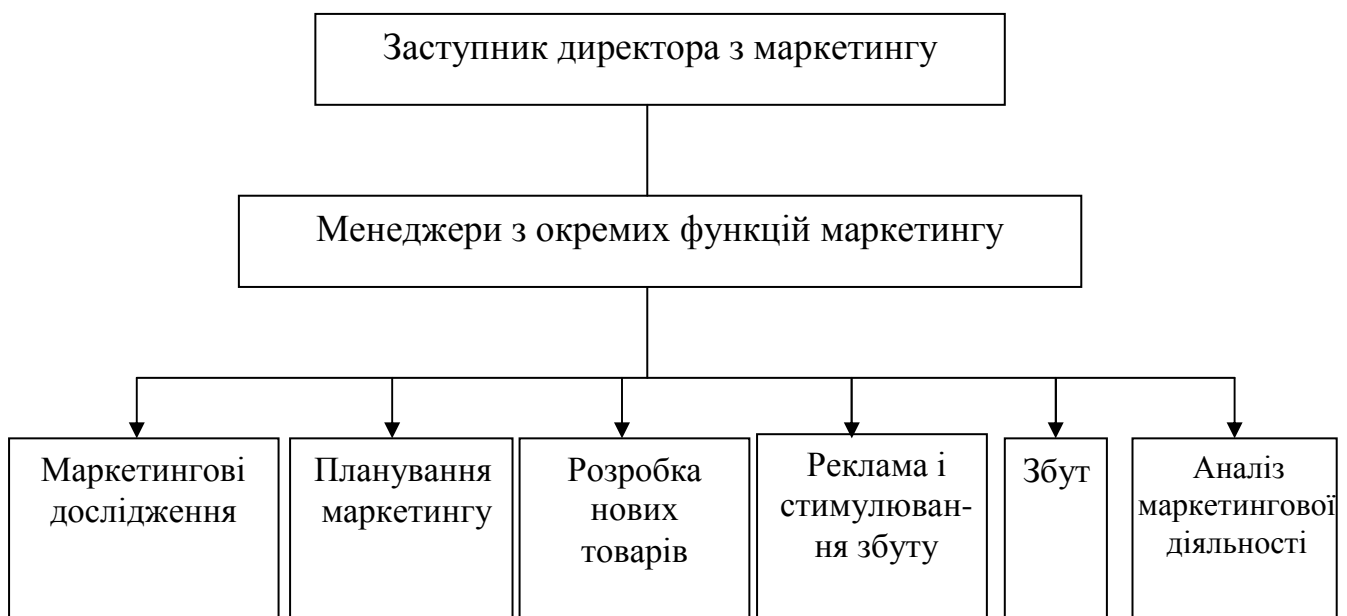 Заступник директора з маркетингу
Менеджери з окремих функцій маркетингу
Маркетингові
дослідження
Планування
маркетингу
Розробка
нових
товарів
Реклама і
стимулюван-
ня збуту
Збут
Аналіз
маркетингової
діяльності